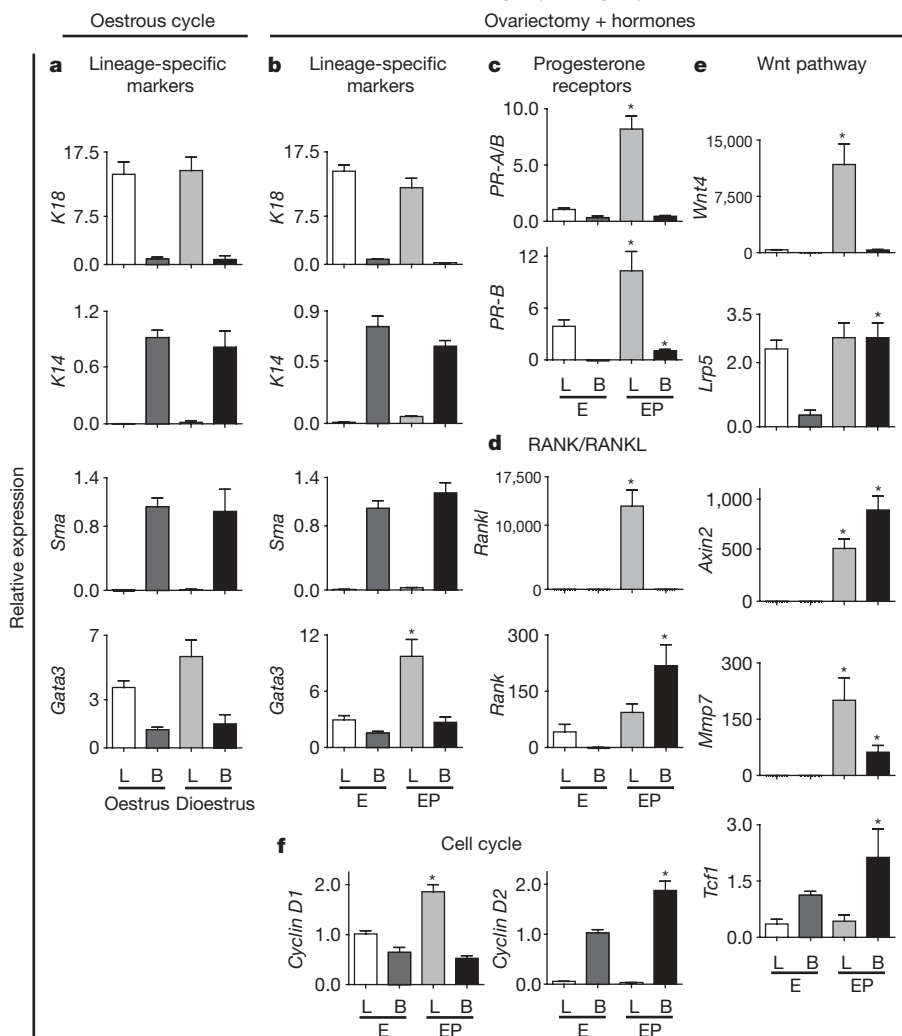 Oestrous cycle
Ovariectomy + hormones
Relative expression
a Lineage-specific
markers
K18
17.5
7.5
0.0
K14
1.2
0.6
0.0
Sma
1.4
0.8
0.0
Gata3
7
3
0
L B L B
Oestrus Dioestrus
b Lineage-specific
markers
K18
17.5
7.5
0.0
K14
0.9
0.5
0.0
Sma
1.4
0.8
0.0
Gata3
12
6
0
*
L B L B
E EP
c Progesterone
receptors
PR-A/B
10.0
5.0
0.0
*
PR-B
12
6
0
* *
L B L B
E EP
d RANK/RANKL
Rankl
17,500
10,000
0
*
Rank
300
150
0
*
L B L B
E EP
e Wnt pathway
Wnt4
15,000
7,500
0
*
Lrp5
3.5
2.0
0.0
*
Axin2
1,000
500
0
* *
Mmp7
300
150
0
* *
Tcf1
3.0
1.5
0.0
*
L B L B
E EP
f Cell cycle
Cyclin D1
2.0
1.0
0.0
*
L B L B
E EP
Cyclin D2
2.0
1.0
0.0
*
L B L B
E EP